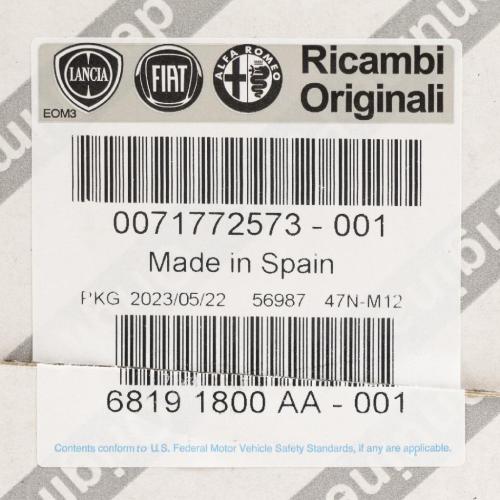 LANCIA FIAT ALFA ROMEO Ricambi
Originali
EOM3
0071772573 - 001
Made in Spain
PKG 2023/05/22 56987 47N-M12
6819 1800 AA - 001
Contents conform to U.S. Federal Motor Vehicle Safety Standards, if any are applicable.